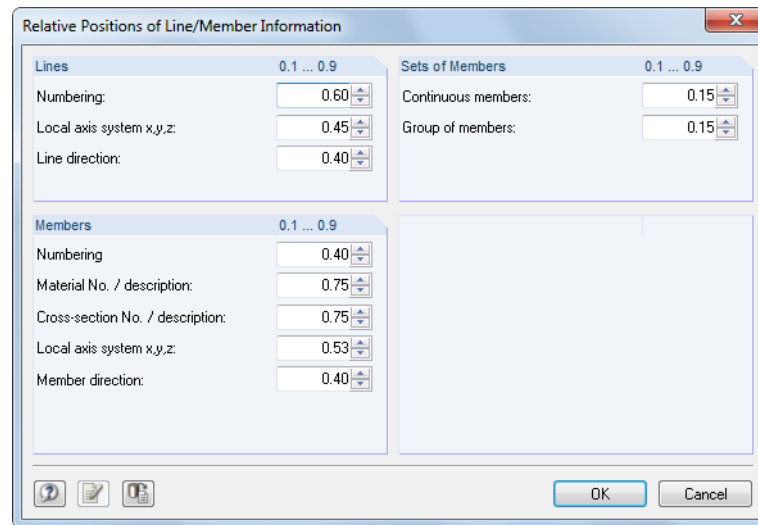 Relative Positions of Line/Member Information
Lines 0.1 ... 0.9
Numbering: 0.60
Local axis system x,y,z: 0.45
Line direction: 0.40
Sets of Members 0.1 ... 0.9
Continuous members: 0.15
Group of members: 0.15
Members 0.1 ... 0.9
Numbering 0.40
Material No. / description: 0.75
Cross-section No. / description: 0.75
Local axis system x,y,z: 0.53
Member direction: 0.40
OK Cancel